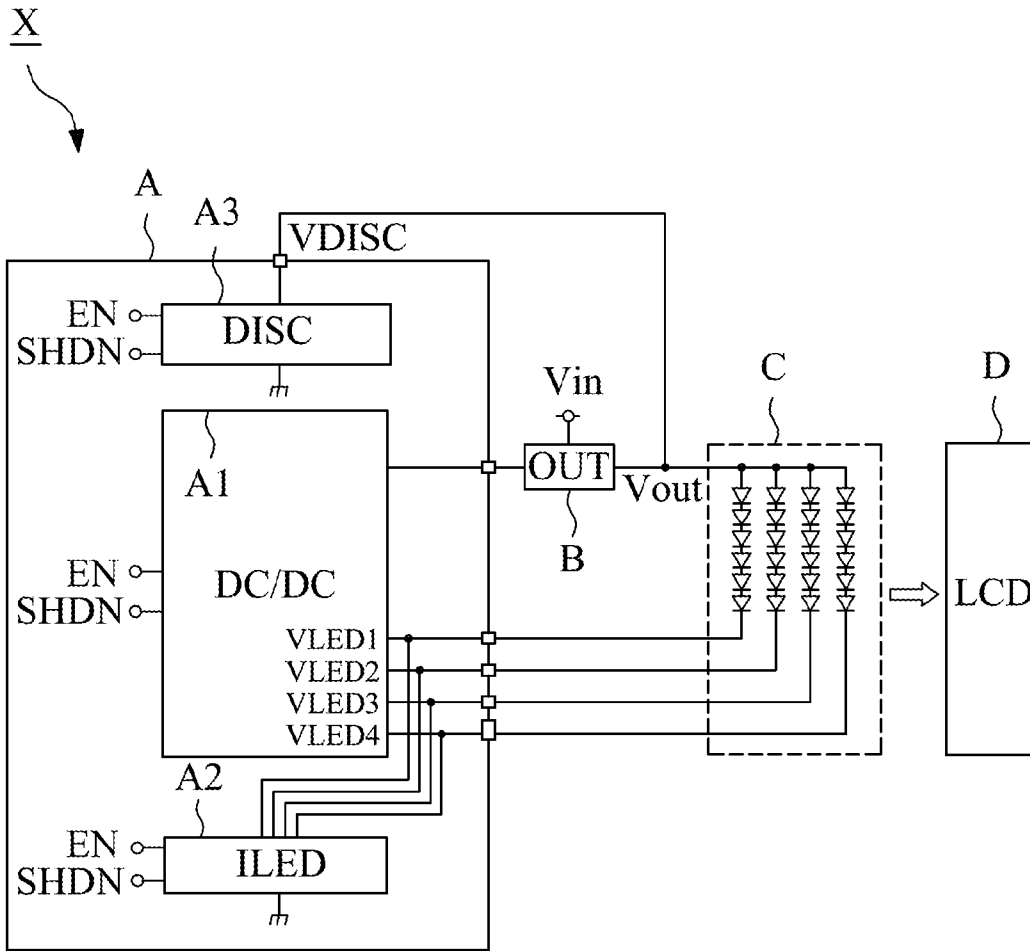 X
A
A3
VDISC
EN
SHDN
DISC
Vin
C
D
A1
OUT
Vout
B
EN
SHDN
DC/DC
LCD
VLED1
VLED2
VLED3
VLED4
A2
EN
SHDN
ILED